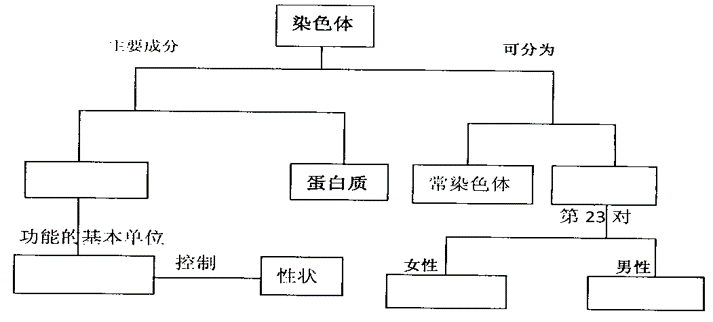 染色体
主要成分
可分为
蛋白质
常染色体
第 23 对
功能的基本单位
控制
性状
女性
男性